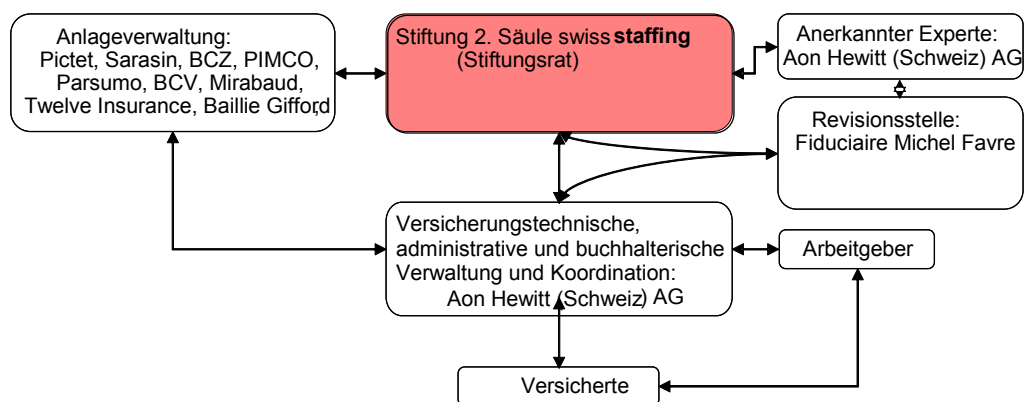 Anlageverwaltung:
Pictet, Sarasin, BCZ, PIMCO,
Parsumo, BCV, Mirabaud,
Twelve Insurance, Baillie Gifford,
Stiftung 2. Säule swissstaffing
(Stiftungsrat)
Anerkannter Experte:
Aon Hewitt (Schweiz) AG
Revisionsstelle:
Fiduciaire Michel Favre
Versicherungstechnische,
administrative und buchhalterische
Verwaltung und Koordination:
Aon Hewitt (Schweiz) AG
Arbeitgeber
Versicherte